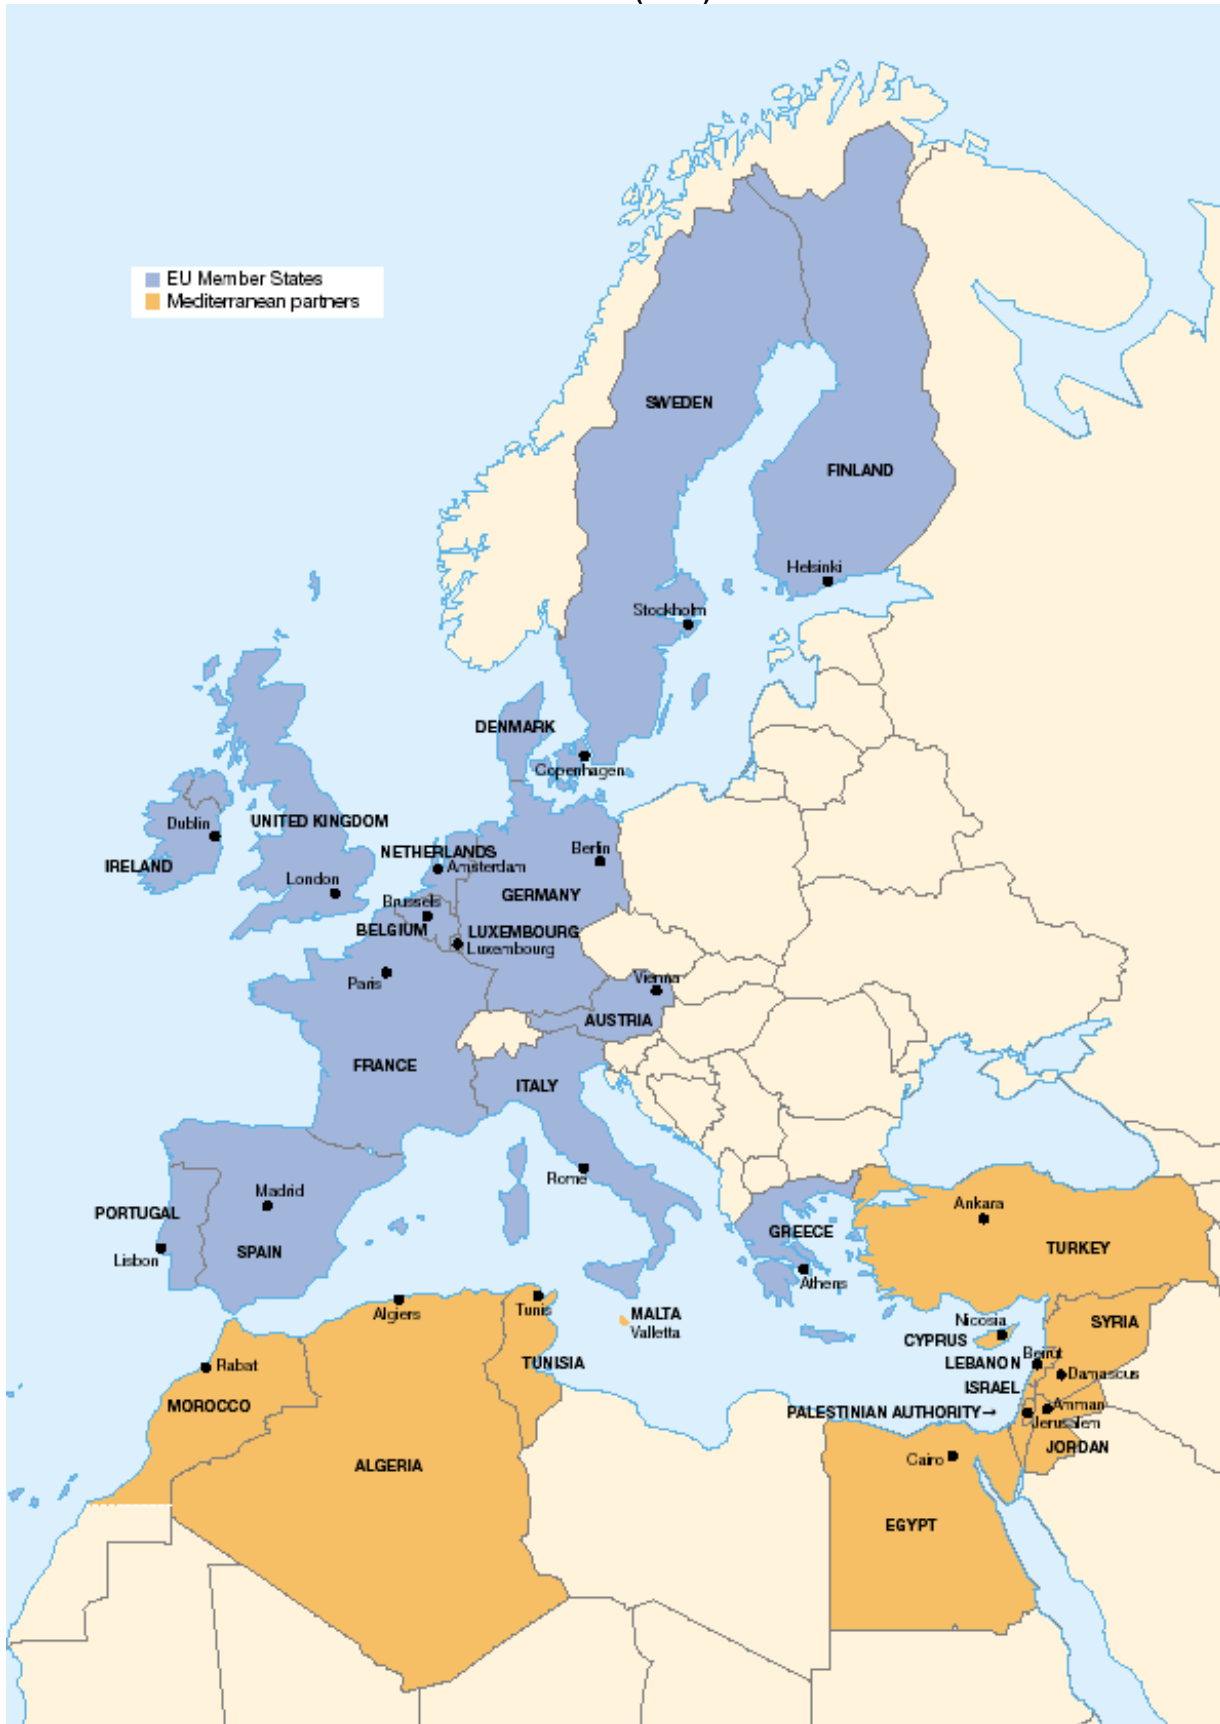 EU Member States
Mediterranean partners
SWEDEN
FINLAND
Helsinki
Stockholm
DENMARK
Copenhagen
UNITED KINGDOM
Dublin
IRELAND
NETHERLANDS
Amsterdam
Berlin
London
GERMANY
Brussels
BELGIUM
LUXEMBOURG
Luxembourg
Paris
Vienna
AUSTRIA
FRANCE
ITALY
Rome
Madrid
PORTUGAL
SPAIN
Lisbon
Ankara
GREECE
TURKEY
Athens
Algiers
Tunis
MALTA
Valletta
Nicosia
CYPRUS
SYRIA
Beirut
LEBANON
TUNISIA
Rabat
Damascus
ISRAEL
MOROCCO
PALESTINIAN AUTHORITY→
Amman
Jerusalem
JORDAN
Cairo
ALGERIA
EGYPT